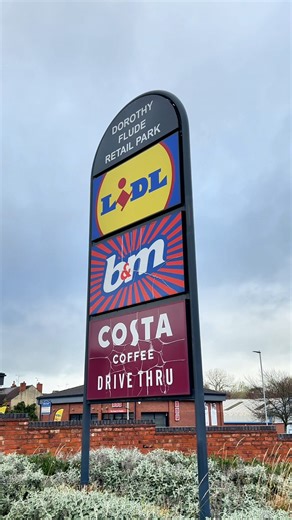 DOROTHY
FLUDE
RETAIL PARK
LIDL
b&m
COSTA
COFFEE
DRIVE THRU